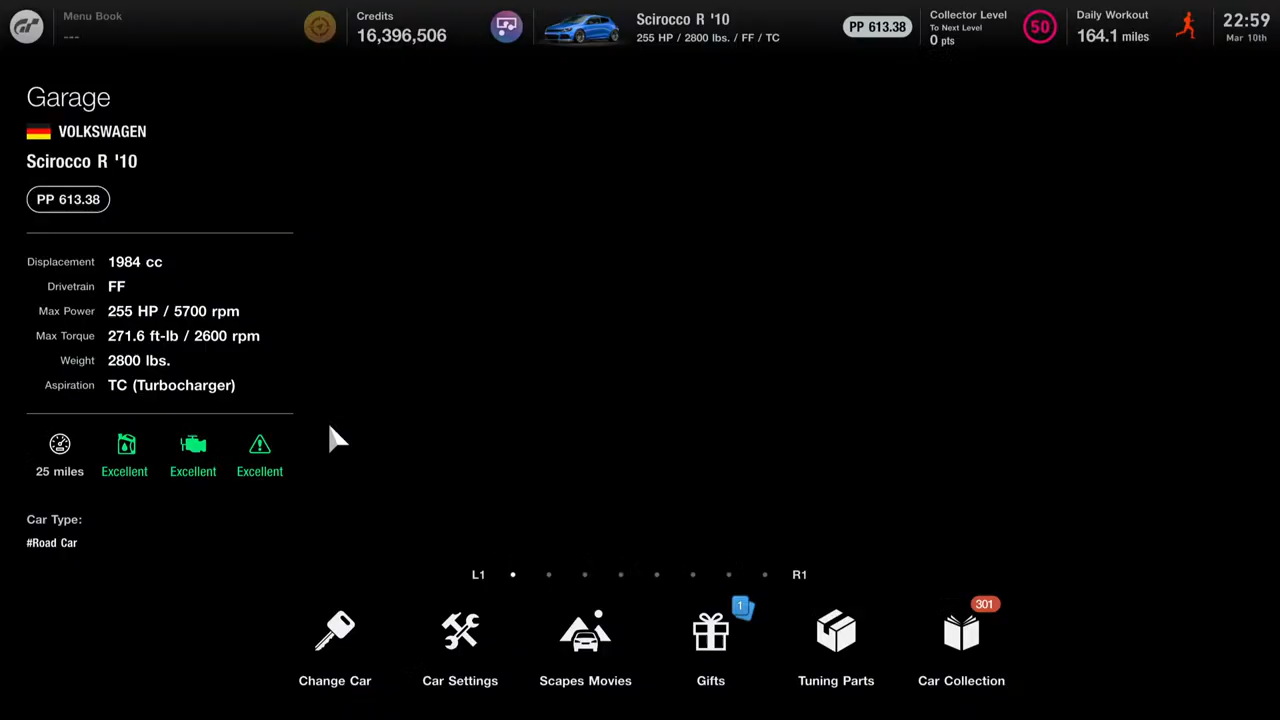 Menu Book
---
Credits
16,396,506
Scirocco R '10
255 HP / 2800 lbs. / FF / TC
PP 613.38
Collector Level
To Next Level
0 pts
50
Daily Workout
164.1 miles
22:59
Mar 10th
Garage
VOLKSWAGEN
Scirocco R '10
PP 613.38
Displacement 1984 cc
Drivetrain FF
Max Power 255 HP / 5700 rpm
Max Torque 271.6 ft-lb / 2600 rpm
Weight 2800 lbs.
Aspiration TC (Turbocharger)
25 miles Excellent Excellent Excellent
Car Type:
#Road Car
L1 R1
1
301
Change Car Car Settings Scapes Movies Gifts Tuning Parts Car Collection